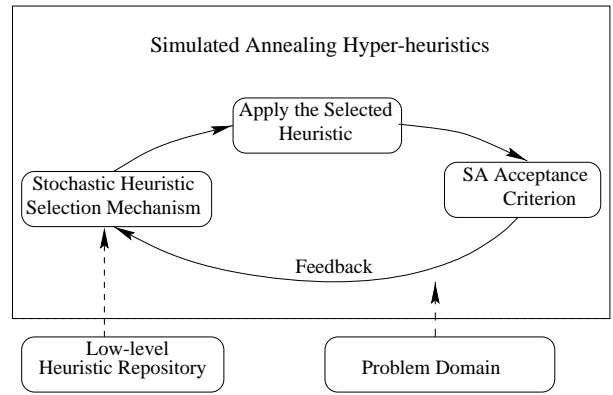 Simulated Annealing Hyper-heuristics
Apply the Selected
Heuristic
Stochastic Heuristic
Selection Mechanism
SA Acceptance
Criterion
Feedback
Low-level
Heuristic Repository
Problem Domain